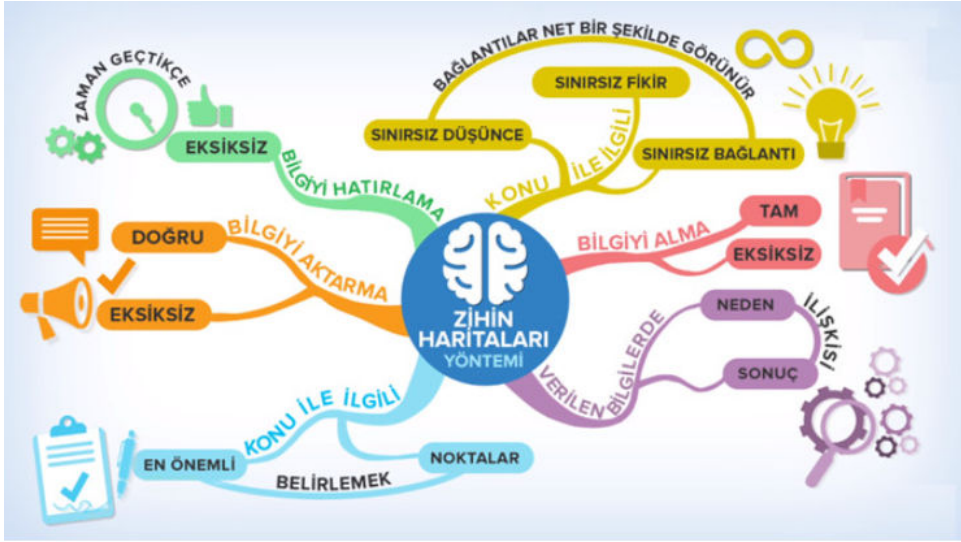 ZAMAN GEÇTİKÇE
EKSİKSİZ
BİLGİYİ HATIRLAMA
BAĞLANTILAR NET BİR ŞEKİLDE GÖRÜNÜR
SINIRSIZ FİKİR
SINIRSIZ DÜŞÜNCE
SINIRSIZ BAĞLANTI
KONU İLE İLGİLİ
DOĞRU
BİLGİYİ AKTARMA
EKSİKSİZ
BİLGİYİ ALMA
TAM
EKSİKSİZ
ZİHİN
HARİTALARI
YÖNTEMİ
VERİLEN BİLGİLERDE
NEDEN
İLİŞKİSİ
SONUÇ
KONU İLE İLGİLİ
EN ÖNEMLİ
NOKTALAR
BELİRLEMEK